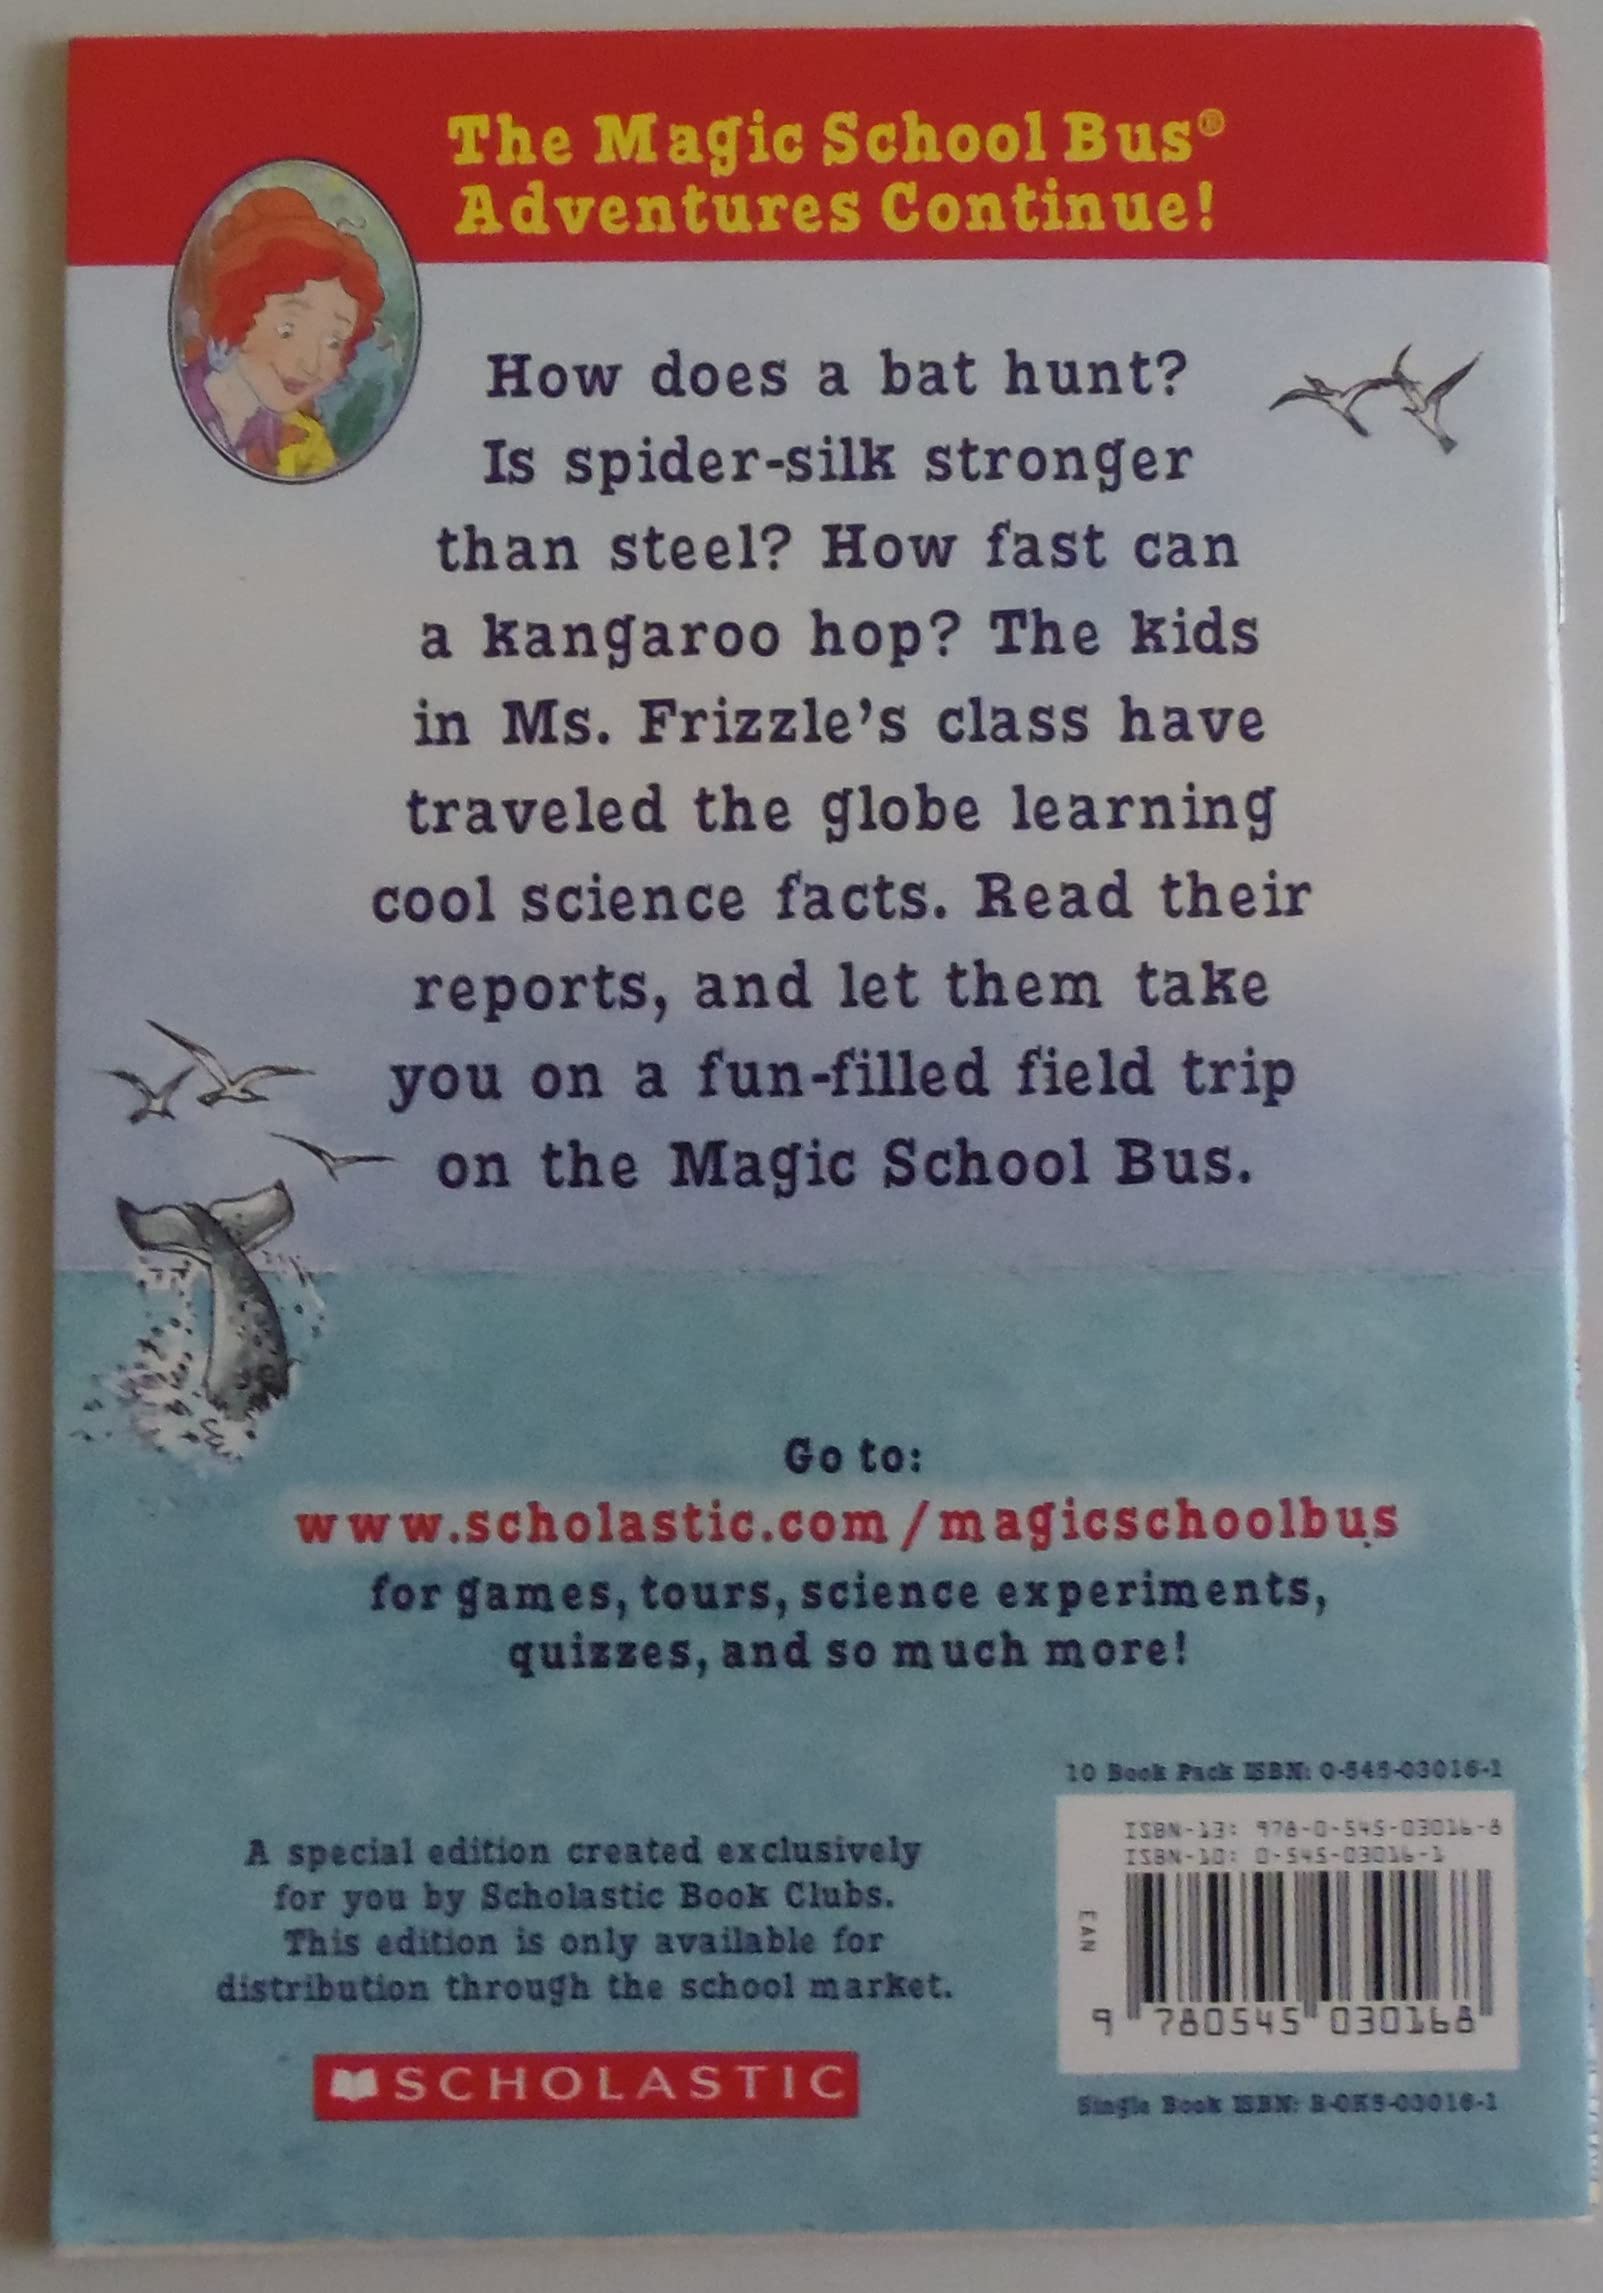 The Magic School Bus®
Adventures Continue!
How does a bat hunt?
Is spider-silk stronger
than steel? How fast can
a kangaroo hop? The kids
in Ms. Frizzle's class have
traveled the globe learning
cool science facts. Read their
reports, and let them take
you on a fun-filled field trip
on the Magic School Bus.
Go to:
www.scholastic.com/magicschoolbus
for games, tours, science experiments,
quizzes, and so much more!
10 Book Pack ISBN: 0-545-03016-1
ISBN-13: 978-0-545-03016-8
ISBN-10: 0-545-03016-1
EAN
9 780545 030168
Single Book ISBN: B-0K5-03016-1
A special edition created exclusively
for you by Scholastic Book Clubs.
This edition is only available for
distribution through the school market.
SCHOLASTIC